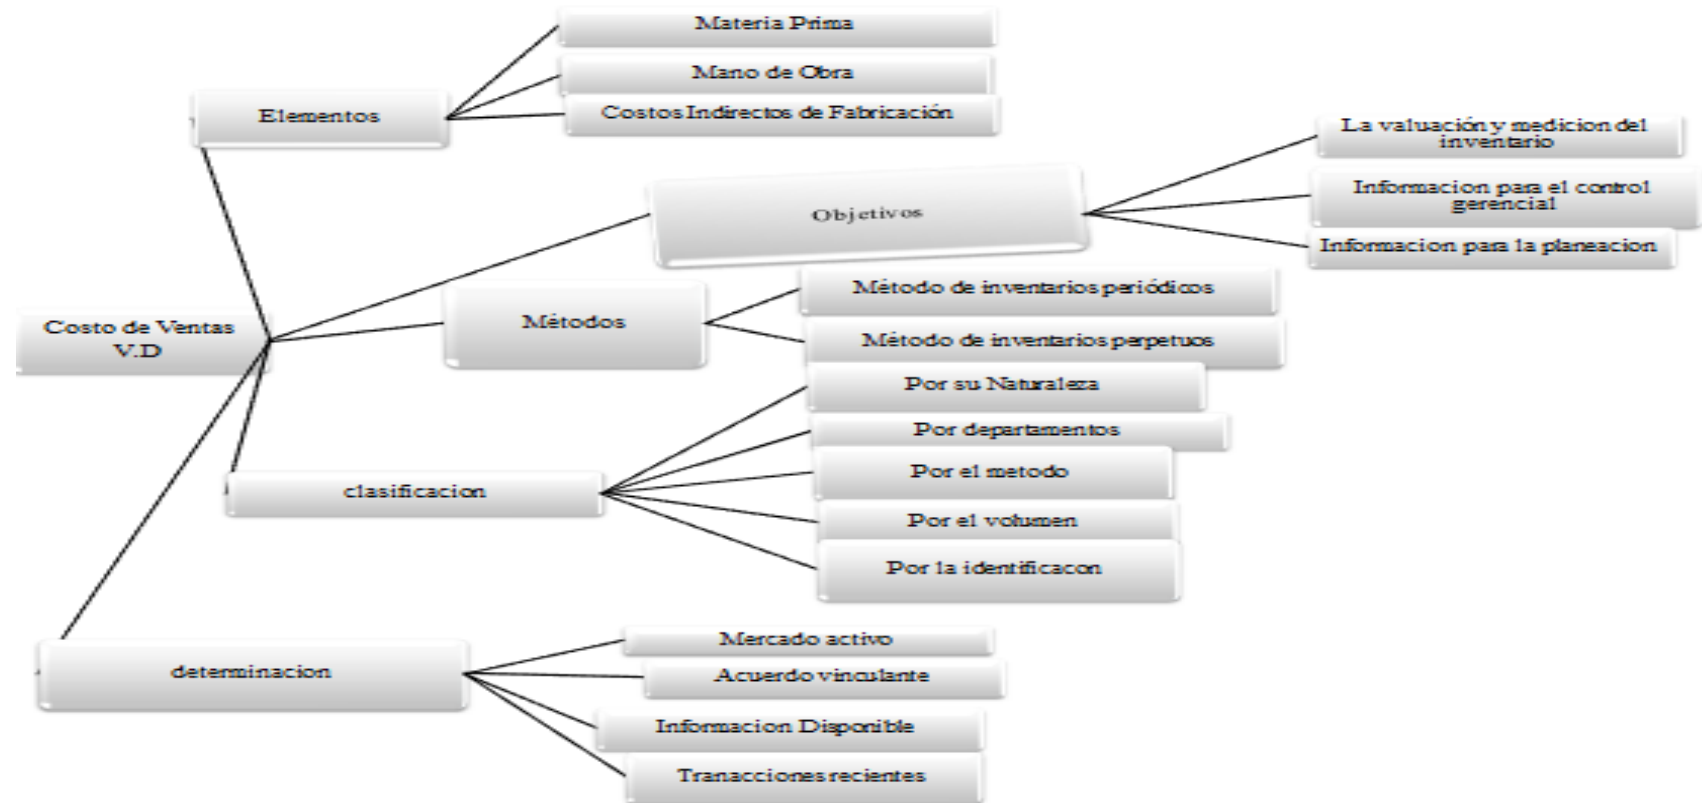 Materia Prima
Mano de Obra
Elementos
Costos Indirectos de Fabricación
La valuación y medicion del
inventario
Objetivos
Informacion para el control
gerencial
Informacion para la planeacion
Costo de Ventas
V.D
Métodos
Método de inventarios periódicos
Método de inventarios perpetuos
clasificacion
Por su Naturaleza
Por departamentos
Por el metodo
Por el volumen
Por la identificacon
determinacion
Mercado activo
Acuerdo vinculante
Informacion Disponible
Tranacciones recientes